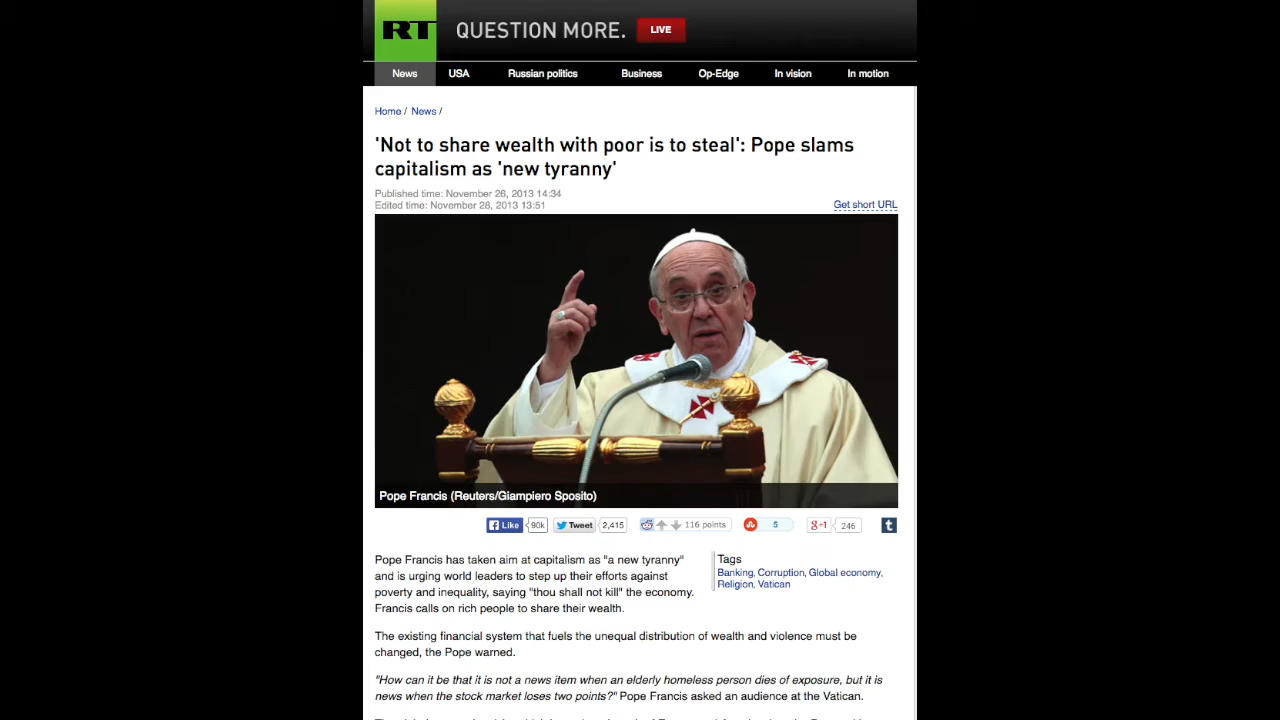 RT QUESTION MORE. LIVE
News USA Russian politics Business Op-Edge In vision In motion
Home / News /
'Not to share wealth with poor is to steal': Pope slams
capitalism as 'new tyranny'
Published time: November 26, 2013 14:34
Edited time: November 28, 2013 13:51
Get short URL
Pope Francis (Reuters/Giampiero Sposito)
Like 90k Tweet 2,415 116 points 5 g+1 246 t
Pope Francis has taken aim at capitalism as "a new tyranny"
and is urging world leaders to step up their efforts against
poverty and inequality, saying "thou shall not kill" the economy.
Francis calls on rich people to share their wealth.
Tags
Banking, Corruption, Global economy,
Religion, Vatican
The existing financial system that fuels the unequal distribution of wealth and violence must be
changed, the Pope warned.
"How can it be that it is not a news item when an elderly homeless person dies of exposure, but it is
news when the stock market loses two points?" Pope Francis asked an audience at the Vatican.